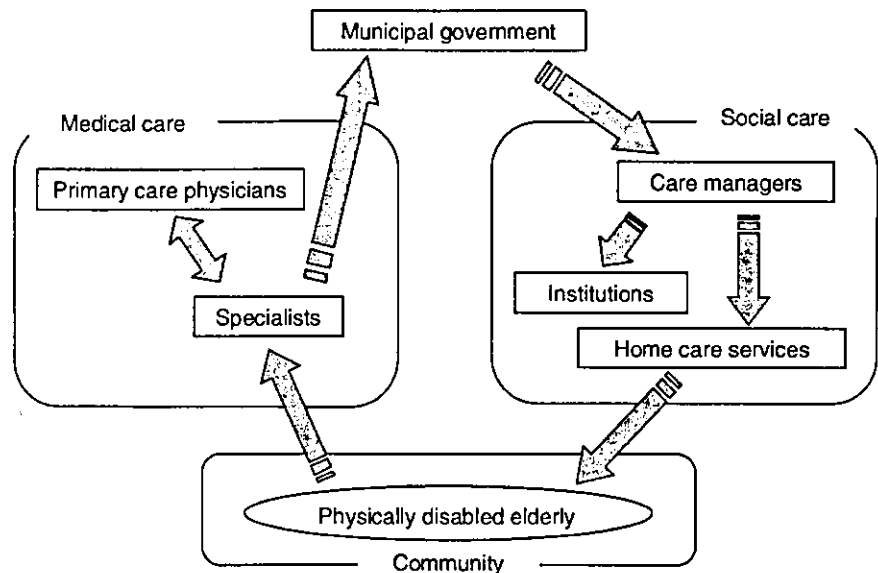 Municipal government
Medical care
Social care
Primary care physicians
Care managers
Specialists
Institutions
Home care services
Physically disabled elderly
Community